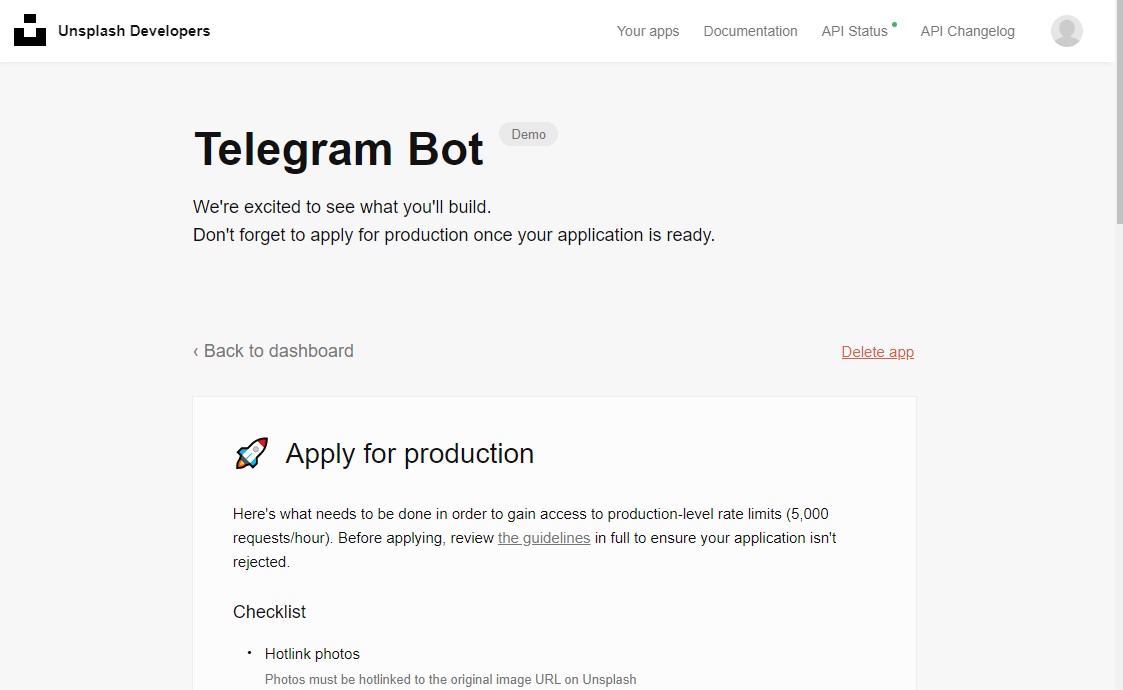 Unsplash Developers
Your apps
Documentation
API Status
API Changelog
Telegram Bot
Demo
We're excited to see what you'll build.
Don't forget to apply for production once your application is ready.
‹ Back to dashboard
Delete app
🚀 Apply for production
Here's what needs to be done in order to gain access to production-level rate limits (5,000
requests/hour). Before applying, review the guidelines in full to ensure your application isn't
rejected.
Checklist
• Hotlink photos
Photos must be hotlinked to the original image URL on Unsplash